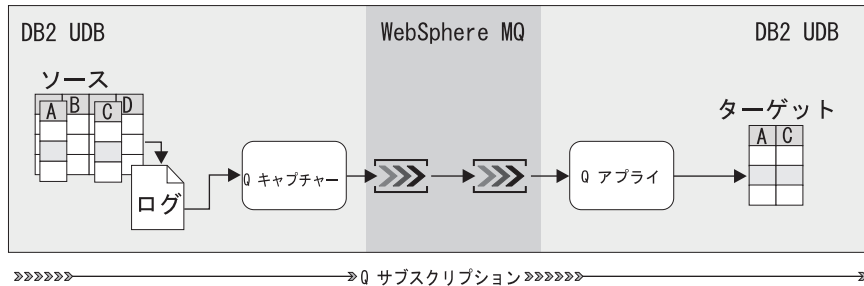 DB2 UDB
WebSphere MQ
DB2 UDB
ソース
A B C D
ログ
Q キャプチャー
Q アプライ
ターゲット
A C
Q サブスクリプション